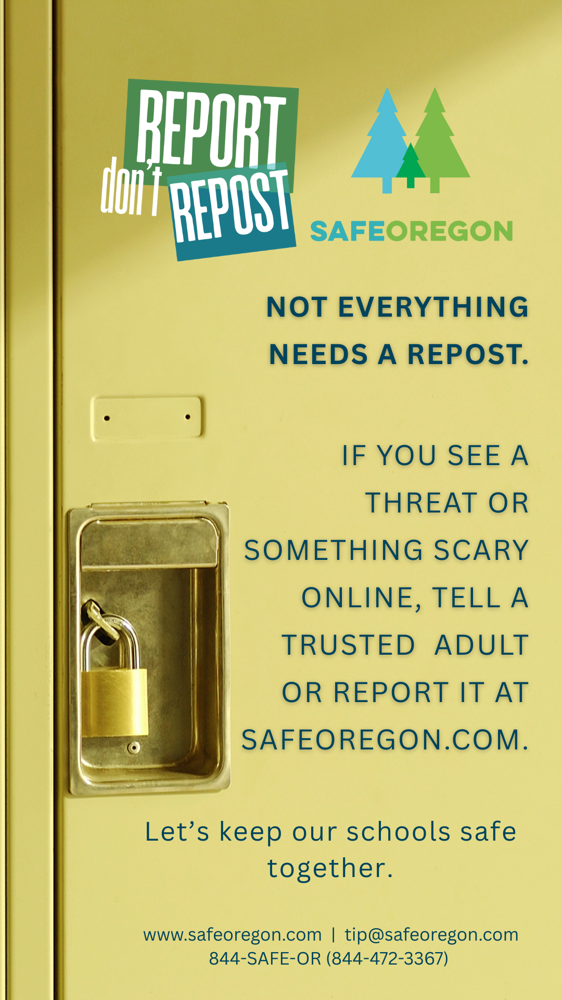 REPORT
don't
REPOST
SAFEOREGON
NOT EVERYTHING
NEEDS A REPOST.
IF YOU SEE A
THREAT OR
SOMETHING SCARY
ONLINE, TELL A
TRUSTED  ADULT
OR REPORT IT AT
SAFEOREGON.COM.
Let’s keep our schools safe
together.
www.safeoregon.com | tip@safeoregon.com
844-SAFE-OR (844-472-3367)